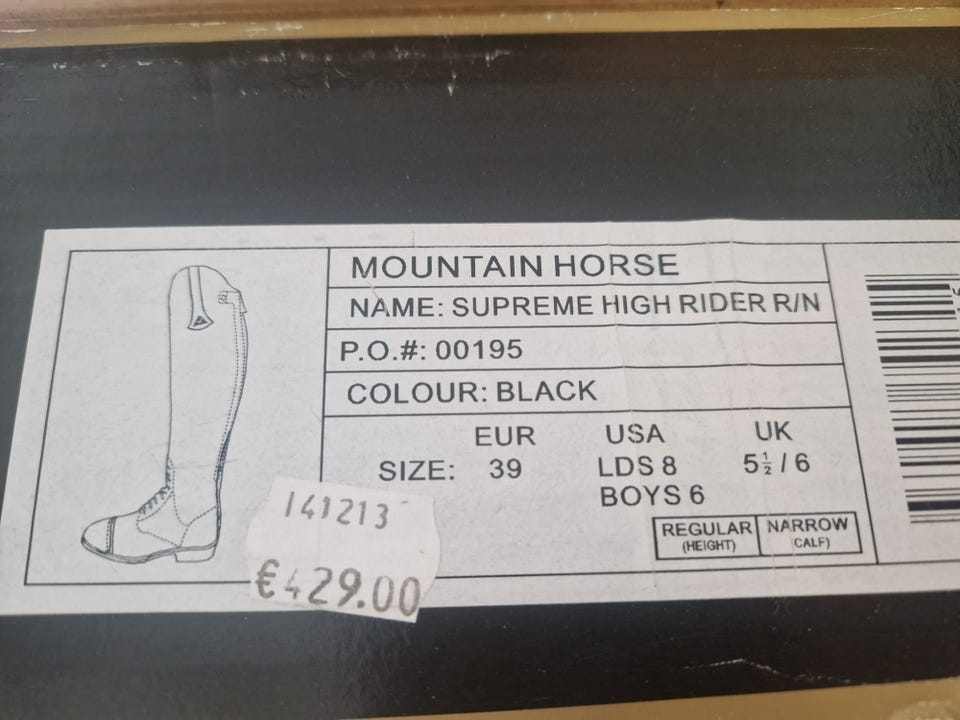 MOUNTAIN HORSE
NAME: SUPREME HIGH RIDER R/N
P.O.#: 00195
COLOUR: BLACK
EUR USA UK
SIZE: 39 LDS 8 5½ / 6
BOYS 6
REGULAR NARROW
(HEIGHT) CALF)
141213
€429.00